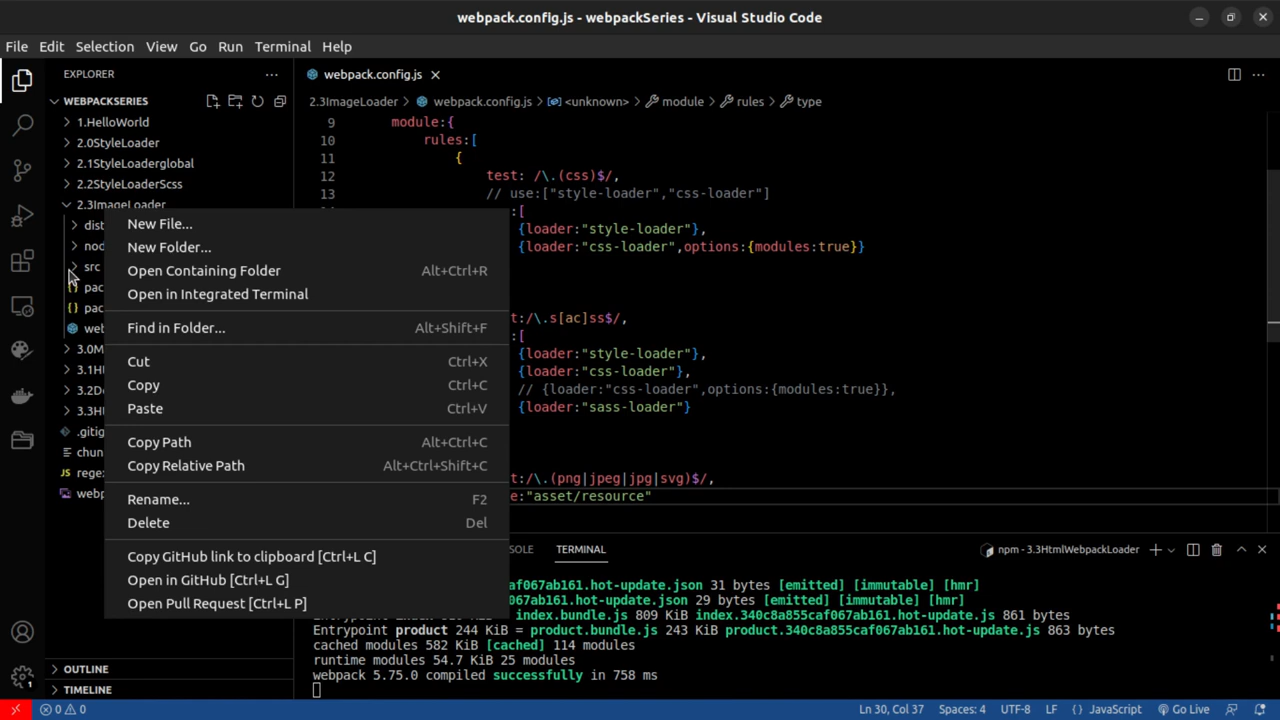 webpack.config.js - webpackSeries - Visual Studio Code
File Edit Selection View Go Run Terminal Help
EXPLORER
WEBPACKSERIES
1.HelloWorld
2.0StyleLoader
2.1StyleLoaderglobal
2.2StyleLoaderScss
2.3ImageLoader
dist
nod
src
pac
pac
web
3.0M
3.1H
3.2D
3.3H
.gitig
chun
JS rege
webp
OUTLINE
TIMELINE
New File...
New Folder...
Open Containing Folder Alt+Ctrl+R
Open in Integrated Terminal
Find in Folder... Alt+Shift+F
Cut Ctrl+X
Copy Ctrl+C
Paste Ctrl+V
Copy Path Alt+Ctrl+C
Copy Relative Path Alt+Ctrl+Shift+C
Rename... F2
Delete Del
Copy GitHub link to clipboard [Ctrl+L C]
Open in GitHub [Ctrl+L G]
Open Pull Request [Ctrl+L P]
webpack.config.js
2.3ImageLoader > webpack.config.js > <unknown> > module > rules > type
9 module:{
10 rules:[
11 {
12 test: /\.(css)$/,
13 // use:["style-loader","css-loader"]
:[
{loader:"style-loader"},
{loader:"css-loader",options:{modules:true}}
t:/\.s[ac]ss$/,
:[
{loader:"style-loader"},
{loader:"css-loader"},
// {loader:"css-loader",options:{modules:true}},
{loader:"sass-loader"}
t:/\.(png|jpeg|jpg|svg)$/,
e:"asset/resource"
SOLE TERMINAL
npm - 3.3HtmlWebpackLoader
af067ab161.hot-update.json 31 bytes [emitted] [immutable] [hmr]
067ab161.hot-update.json 29 bytes [emitted] [immutable] [hmr]
index.bundle.js 809 KiB index.340c8a855caf067ab161.hot-update.js 861 bytes
Entrypoint product 244 KiB = product.bundle.js 243 KiB product.340c8a855caf067ab161.hot-update.js 863 bytes
cached modules 582 KiB [cached] 114 modules
runtime modules 54.7 KiB 25 modules
webpack 5.75.0 compiled successfully in 758 ms
0 0 Ln 30, Col 37 Spaces: 4 UTF-8 LF {} JavaScript Go Live
1